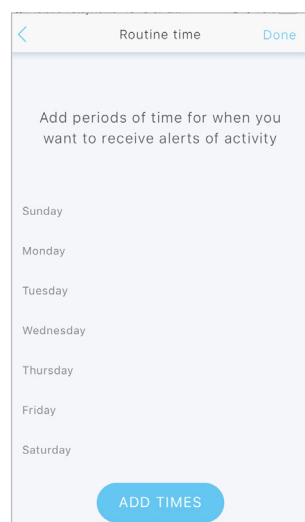 Routine time
Done
Add periods of time for when you
want to receive alerts of activity
Sunday
Monday
Tuesday
Wednesday
Thursday
Friday
Saturday
ADD TIMES